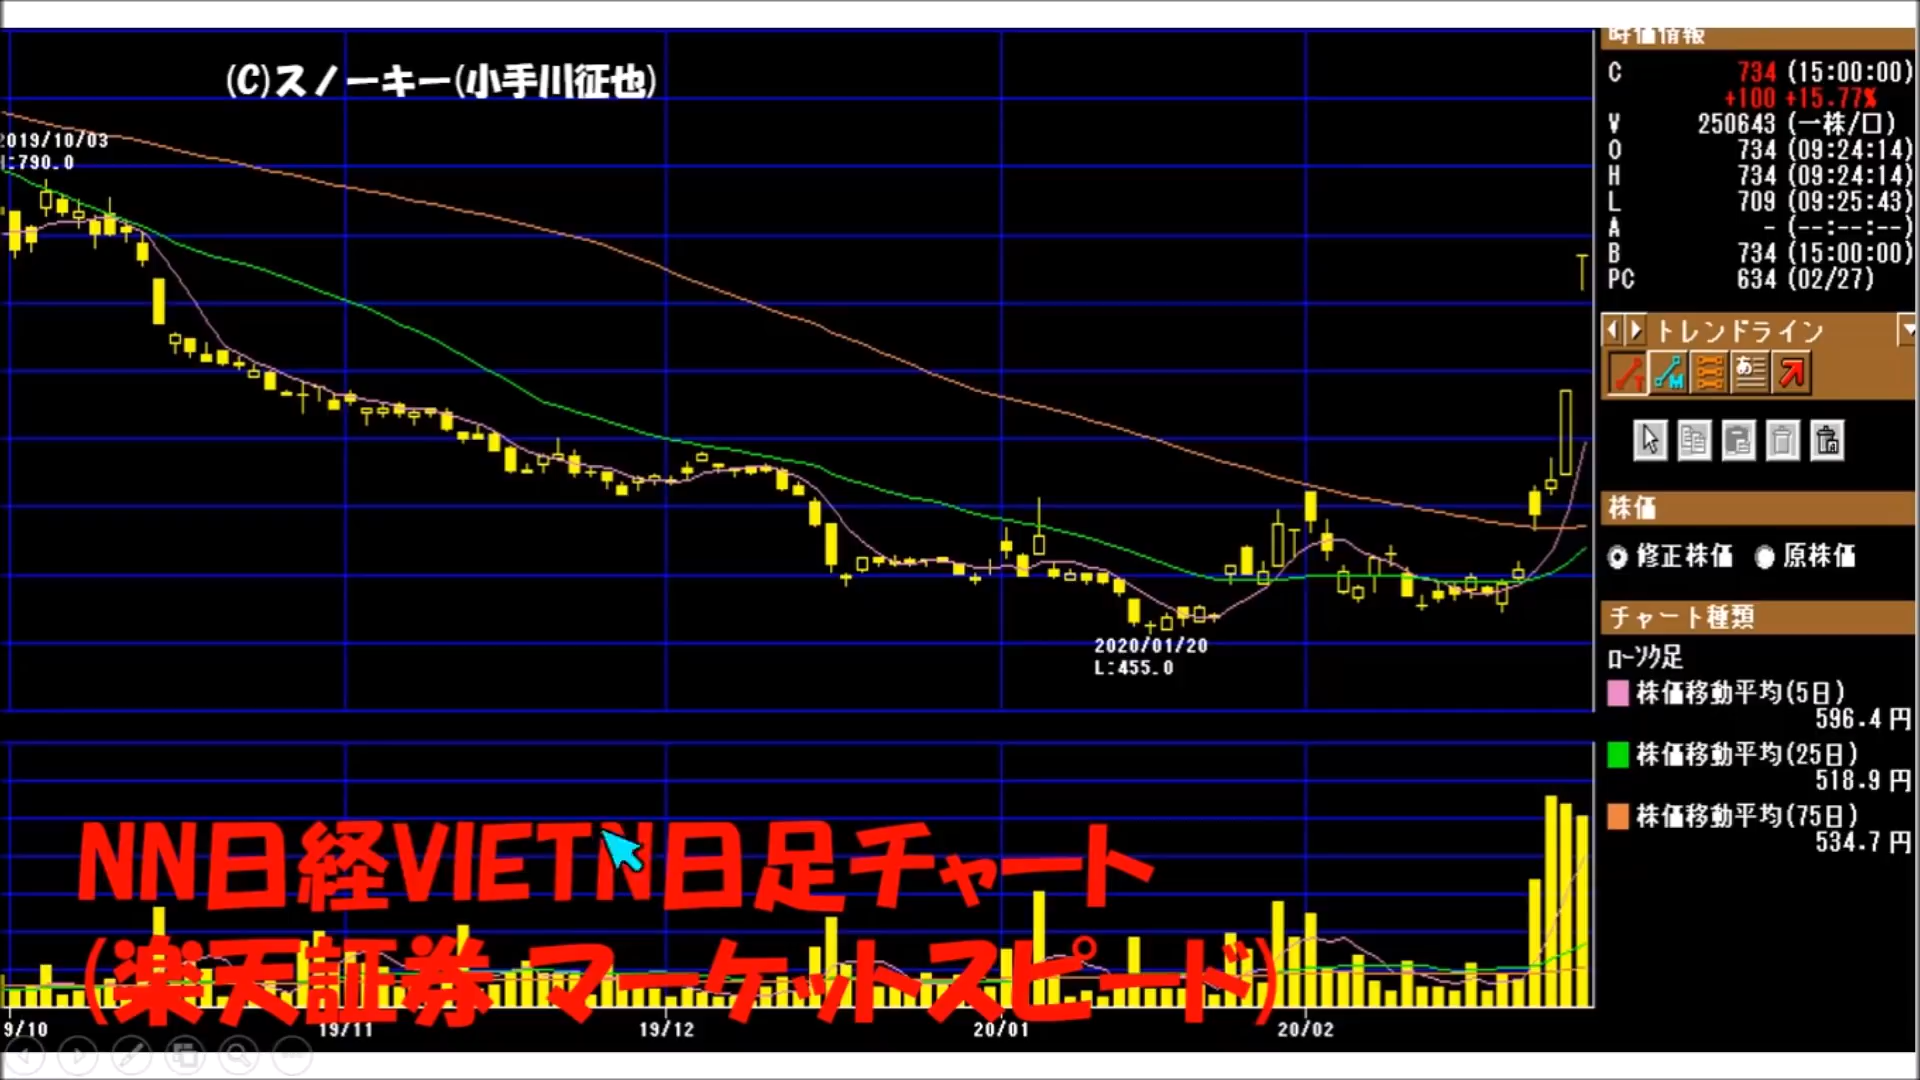 時価情報
(C)スノーキー(小手川征也)
C 734 (15:00:00)
+100 +15.77%
V 250643 (一株/口)
O 734 (09:24:14)
H 734 (09:24:14)
L 709 (09:25:43)
A - (--:--:--)
B 734 (15:00:00)
PC 634 (02/27)
2019/10/03
H:790.0
トレンドライン
T M あ
株価
修正株価 原株価
チャート種類
ローソク足
株価移動平均(5日)
596.4 円
株価移動平均(25日)
518.9 円
株価移動平均(75日)
534.7 円
2020/01/20
L:455.0
NN日経VIETN日足チャート
(楽天証券 マーケットスピード)
9/10 19/11 19/12 20/01 20/02